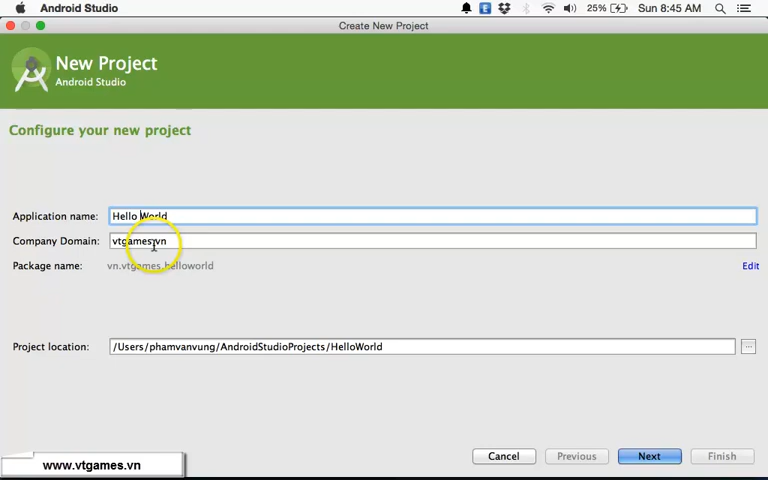 Android Studio 25% Sun 8:45 AM
Create New Project
New Project
Android Studio
Configure your new project
Application name: Hello World
Company Domain: vtgames.vn
Package name: vn.vtgames.helloworld Edit
Project location: /Users/phamvanvung/AndroidStudioProjects/HelloWorld ...
Cancel Previous Next Finish
www.vtgames.vn